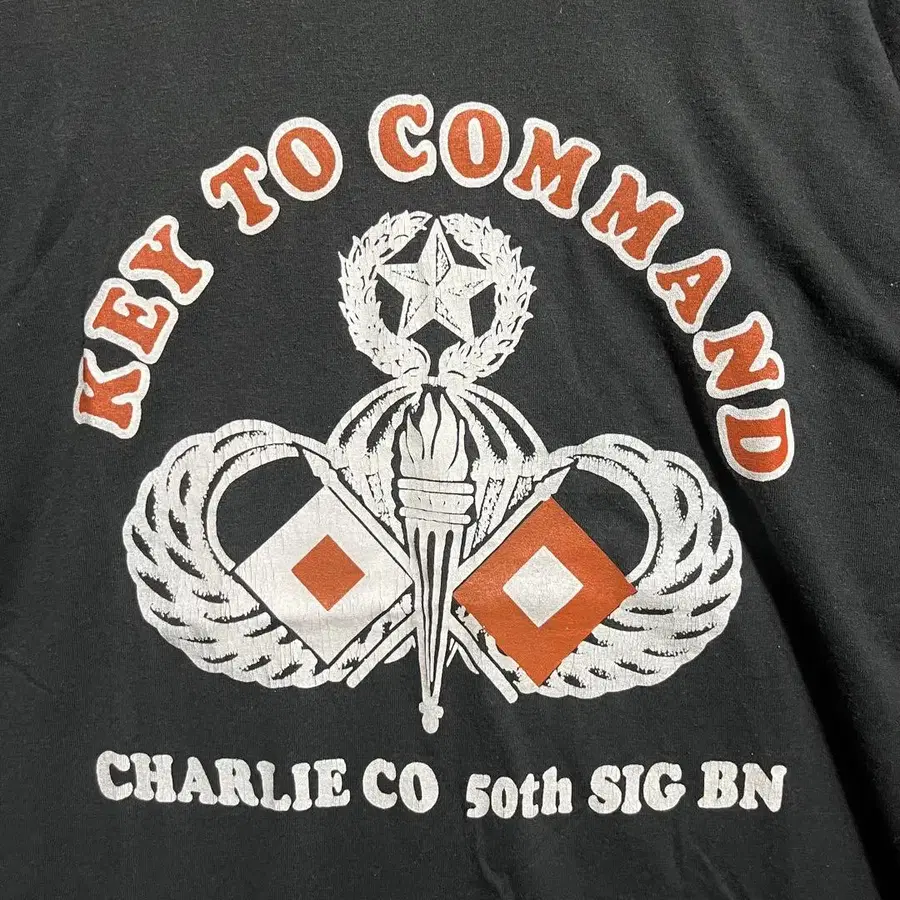 KEY TO COMMAND
CHARLIE CO 50th SIG BN